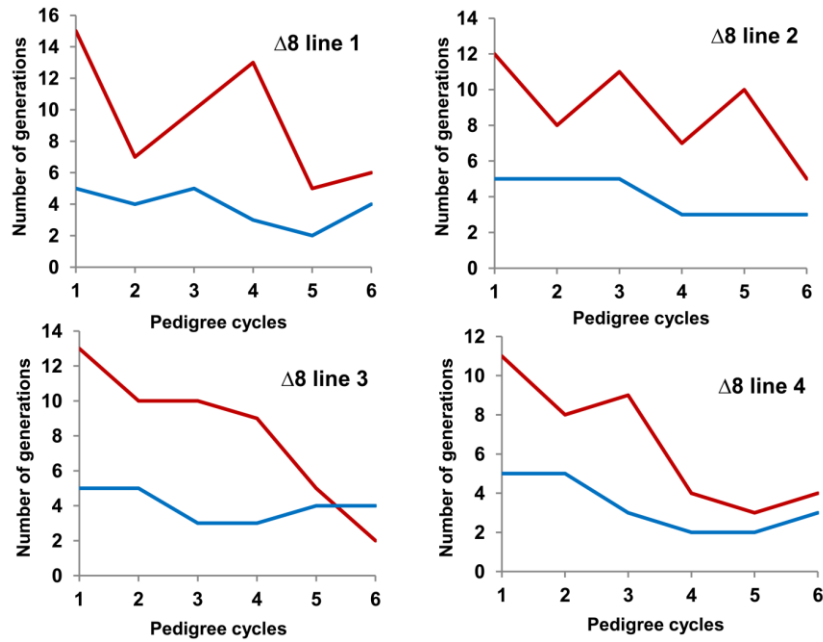 Δ8 line 1
Number of generations
16
14
12
10
8
6
4
2
0
1 2 3 4 5 6
Pedigree cycles
Δ8 line 2
Number of generations
14
12
10
8
6
4
2
0
1 2 3 4 5 6
Pedigree cycles
Δ8 line 3
Number of generations
14
12
10
8
6
4
2
0
1 2 3 4 5 6
Pedigree cycles
Δ8 line 4
Number of generations
12
10
8
6
4
2
0
1 2 3 4 5 6
Pedigree cycles